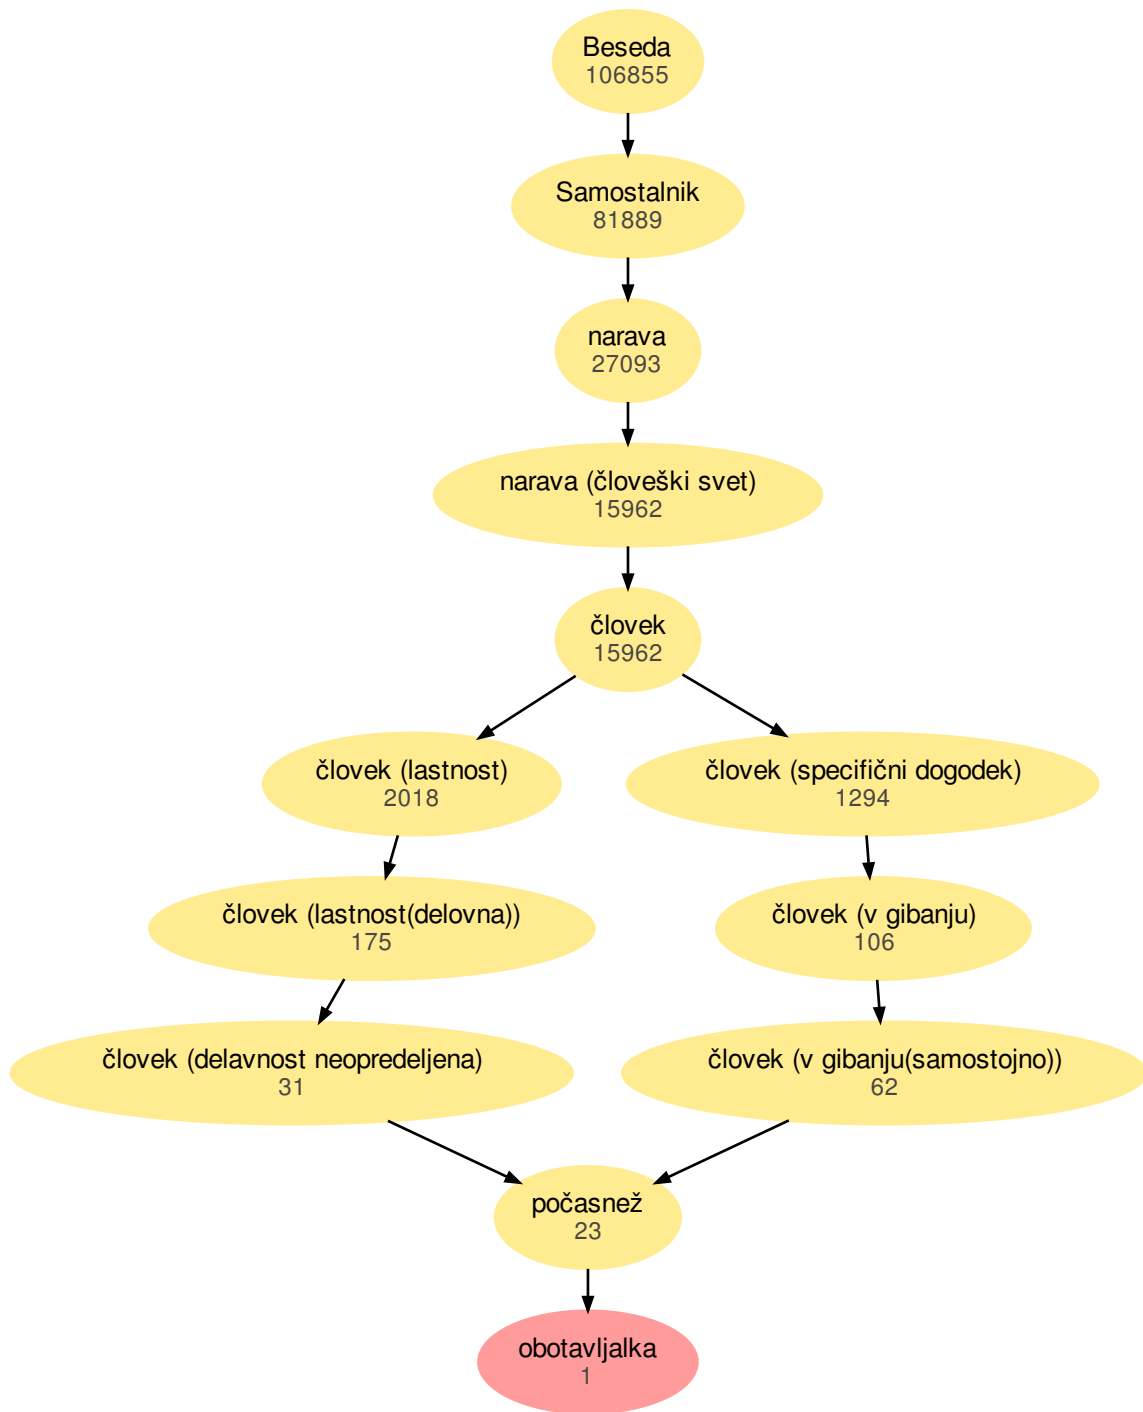 Beseda
106855
Samostalnik
81889
narava
27093
narava (človeški svet)
15962
človek
15962
človek (lastnost)
2018
človek (specifični dogodek)
1294
človek (lastnost(delovna))
175
človek (v gibanju)
106
človek (delavnost neopredeljena)
31
človek (v gibanju(samostojno))
62
počasnež
23
obotavljalka
1